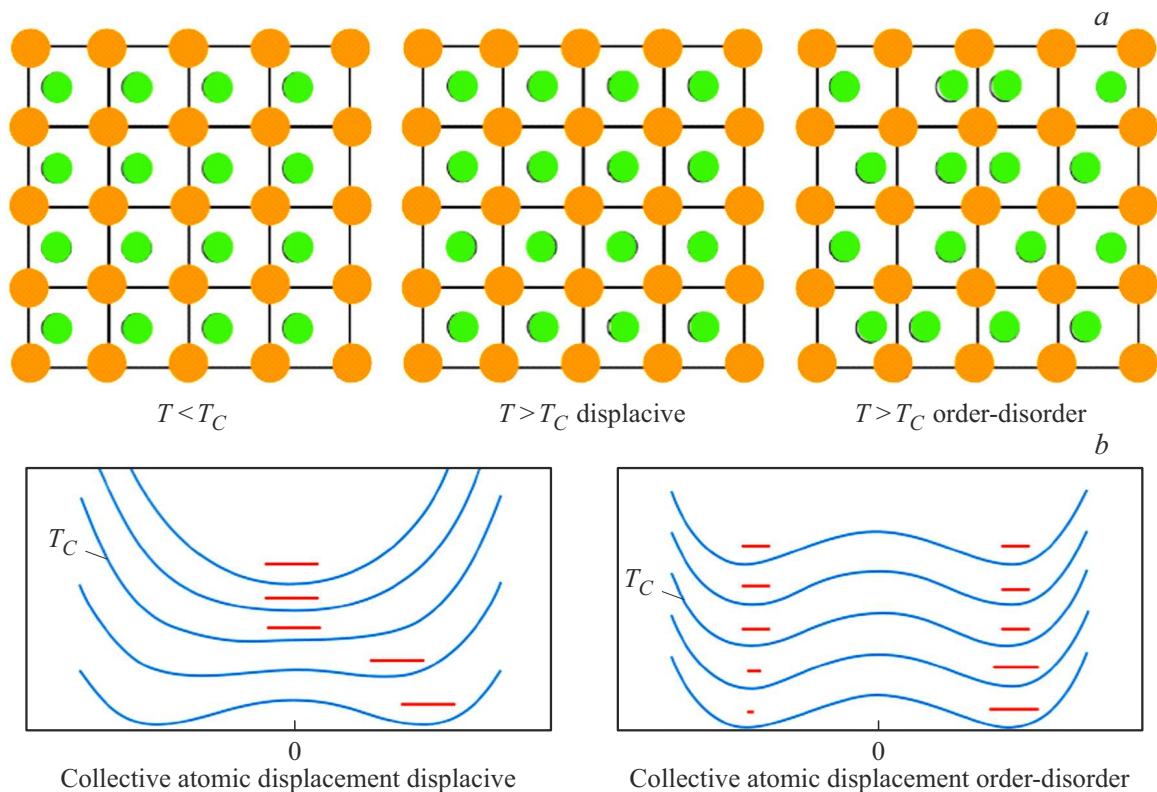 a
T < T_C
T > T_C displacive
T > T_C order-disorder
b
T_C
T_C
0
0
Collective atomic displacement displacive
Collective atomic displacement order-disorder